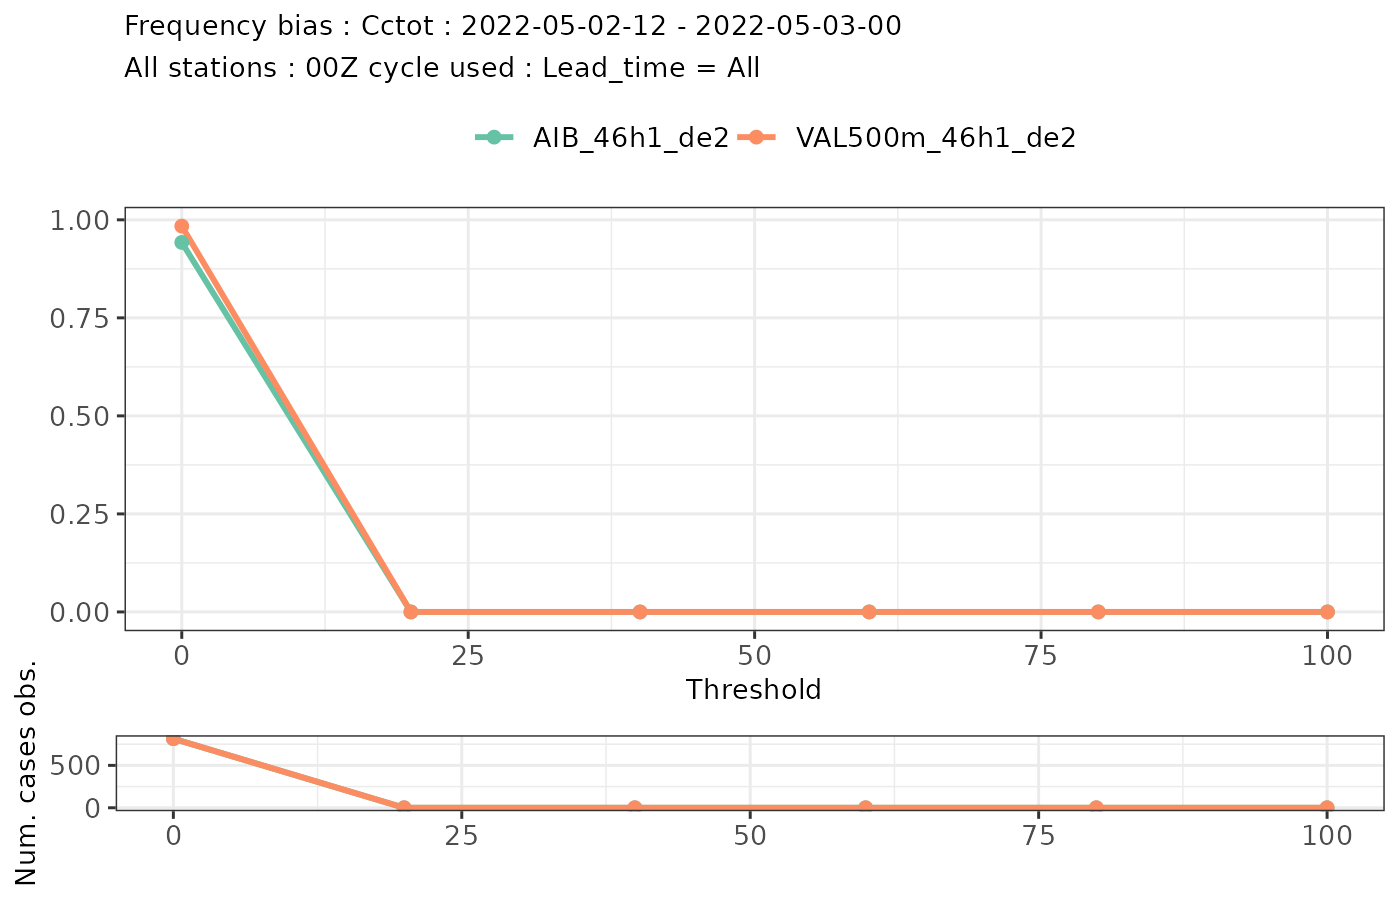 Frequency bias : Cctot : 2022-05-02-12 - 2022-05-03-00
All stations : 00Z cycle used : Lead_time = All
AIB_46h1_de2 VAL500m_46h1_de2
1.00
0.75
0.50
0.25
0.00
0 25 50 75 100
Threshold
Num. cases obs.
500
0
0 25 50 75 100